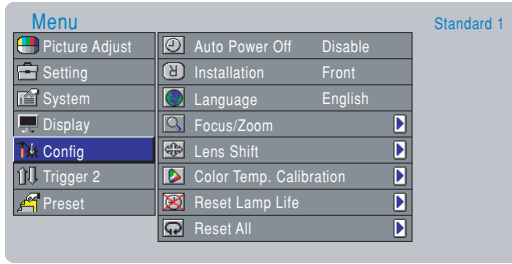 Menu
Standard 1
Picture Adjust
Setting
System
Display
Config
Trigger 2
Preset
Auto Power Off Disable
Installation Front
Language English
Focus/Zoom
Lens Shift
Color Temp. Calibration
Reset Lamp Life
Reset All